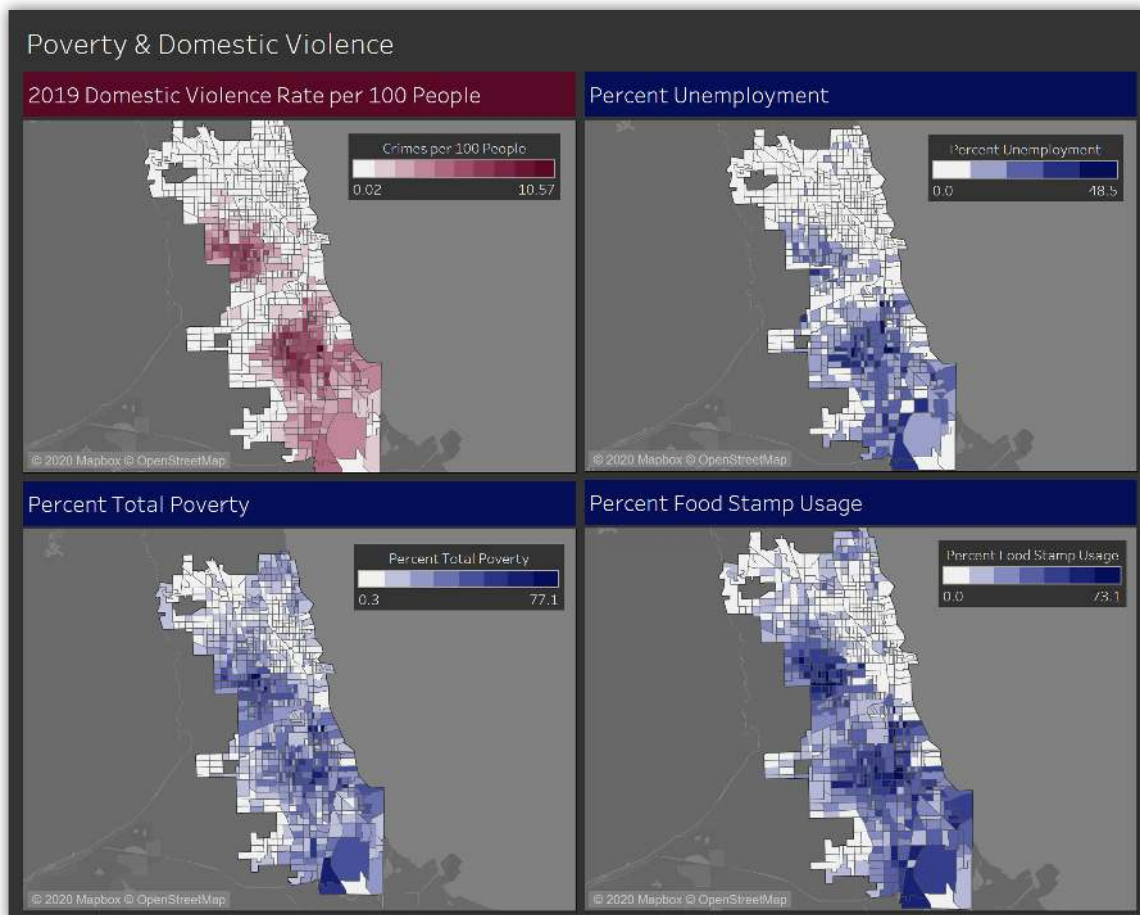 Poverty & Domestic Violence
2019 Domestic Violence Rate per 100 People
Crimes per 100 People
0.02 10.57
© 2020 Mapbox © OpenStreetMap
Percent Unemployment
Percent Unemployment
0.0 48.5
© 2020 Mapbox © OpenStreetMap
Percent Total Poverty
Percent Total Poverty
0.3 77.1
© 2020 Mapbox © OpenStreetMap
Percent Food Stamp Usage
Percent Food Stamp Usage
0.0 73.1
© 2020 Mapbox © OpenStreetMap